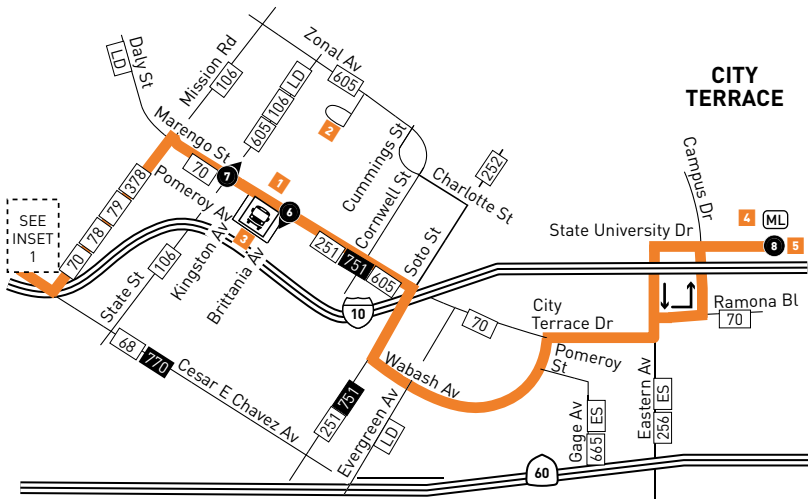 Daly St
LD
Mission Rd
106
Zonal Av
605
605 106 LD
2
CITY
TERRACE
Marengo St
70
7
1
Cummings St
Cornwell St
Charlotte St
252
Campus Dr
Pomeroy Av
6
3
Kingston Av
Brittania Av
251 751 605
Soto St
State University Dr
4
ML
8
5
SEE
INSET
1
70 78 79 378
106
State St
10
70
City
Terrace Dr
Ramona Bl
70
68 770
Cesar E Chavez Av
Wabash Av
Pomeroy
St
251 751
Evergreen Av
LD
Gage Av
665 ES
Eastern Av
256 ES
60